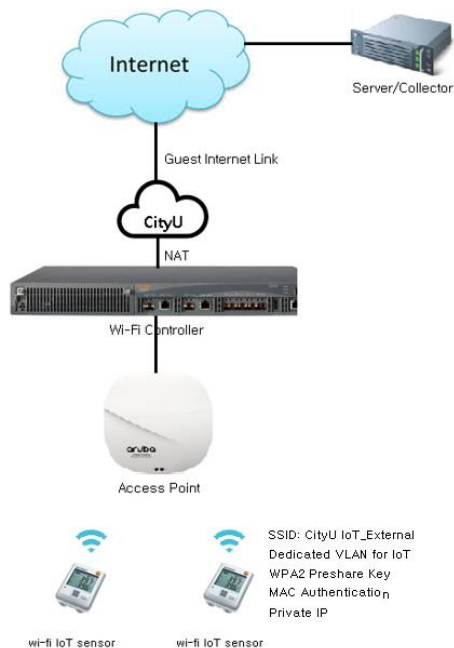 Internet
Server/Collector
Guest Internet Link
CityU
NAT
Wi-Fi Controller
aruba
Access Point
SSID: CityU IoT_External
Dedicated VLAN for IoT
WPA2 Preshare Key
MAC Authentication
Private IP
wi-fi IoT sensor
wi-fi IoT sensor